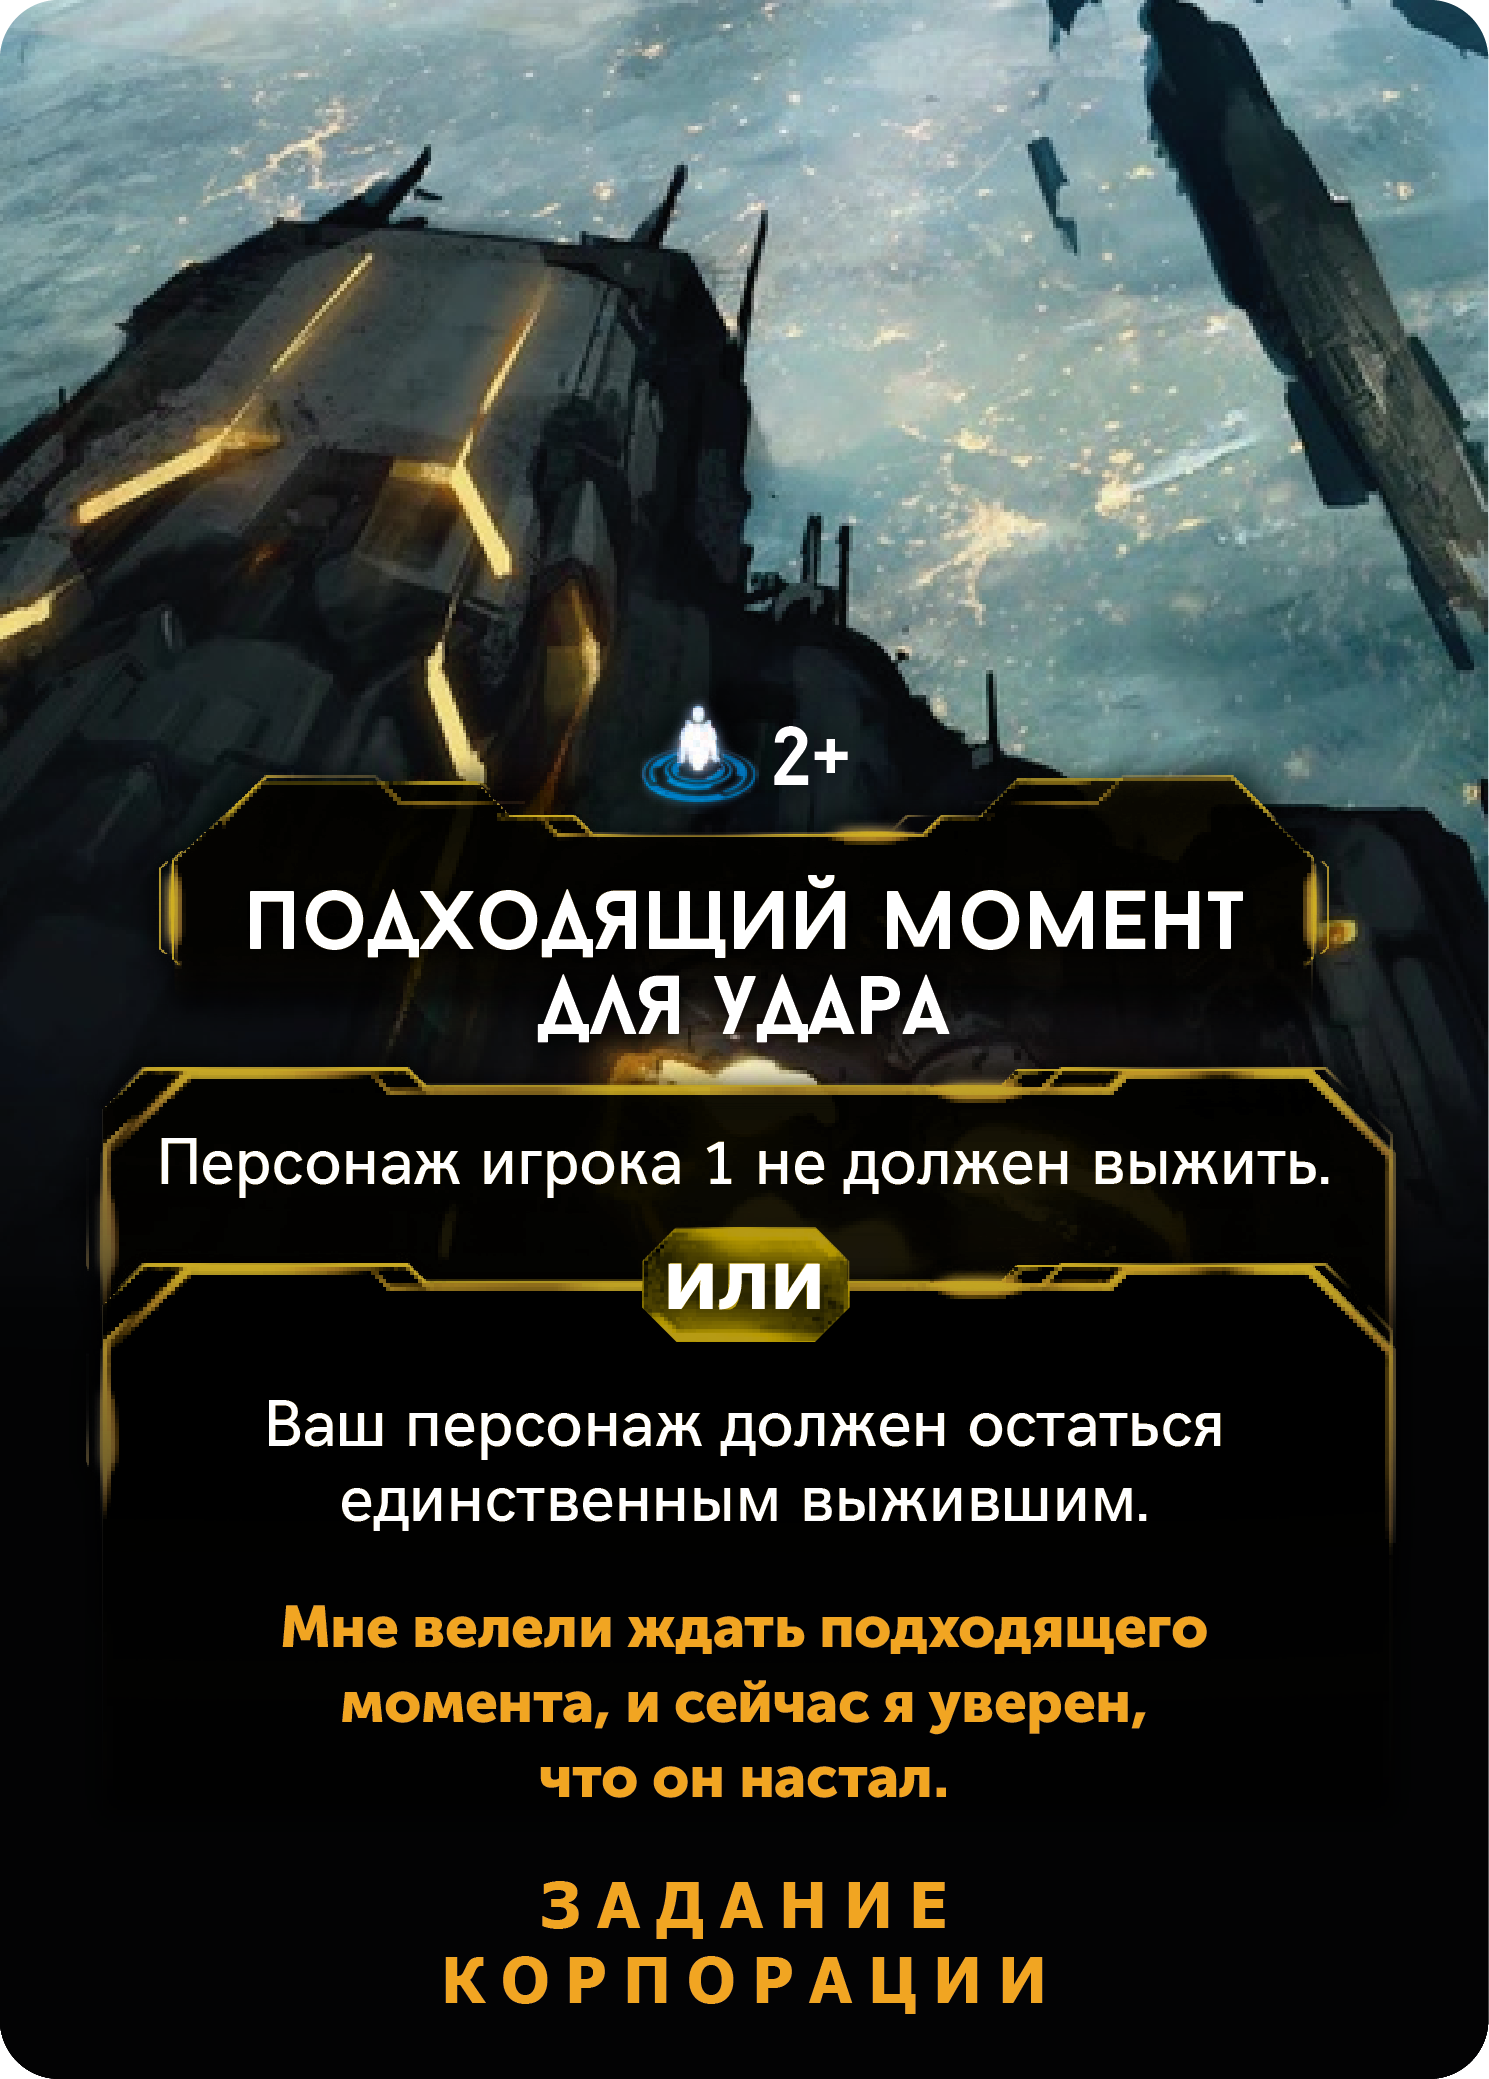 2+
ПОДХОДЯЩИЙ МОМЕНТ
ДЛЯ УДАРА
Персонаж игрока 1 не должен выжить.
или
Ваш персонаж должен остаться
единственным выжившим.
Мне велели ждать подходящего
момента, и сейчас я уверен,
что он настал.
ЗАДАНИЕ
КОРПОРАЦИИ